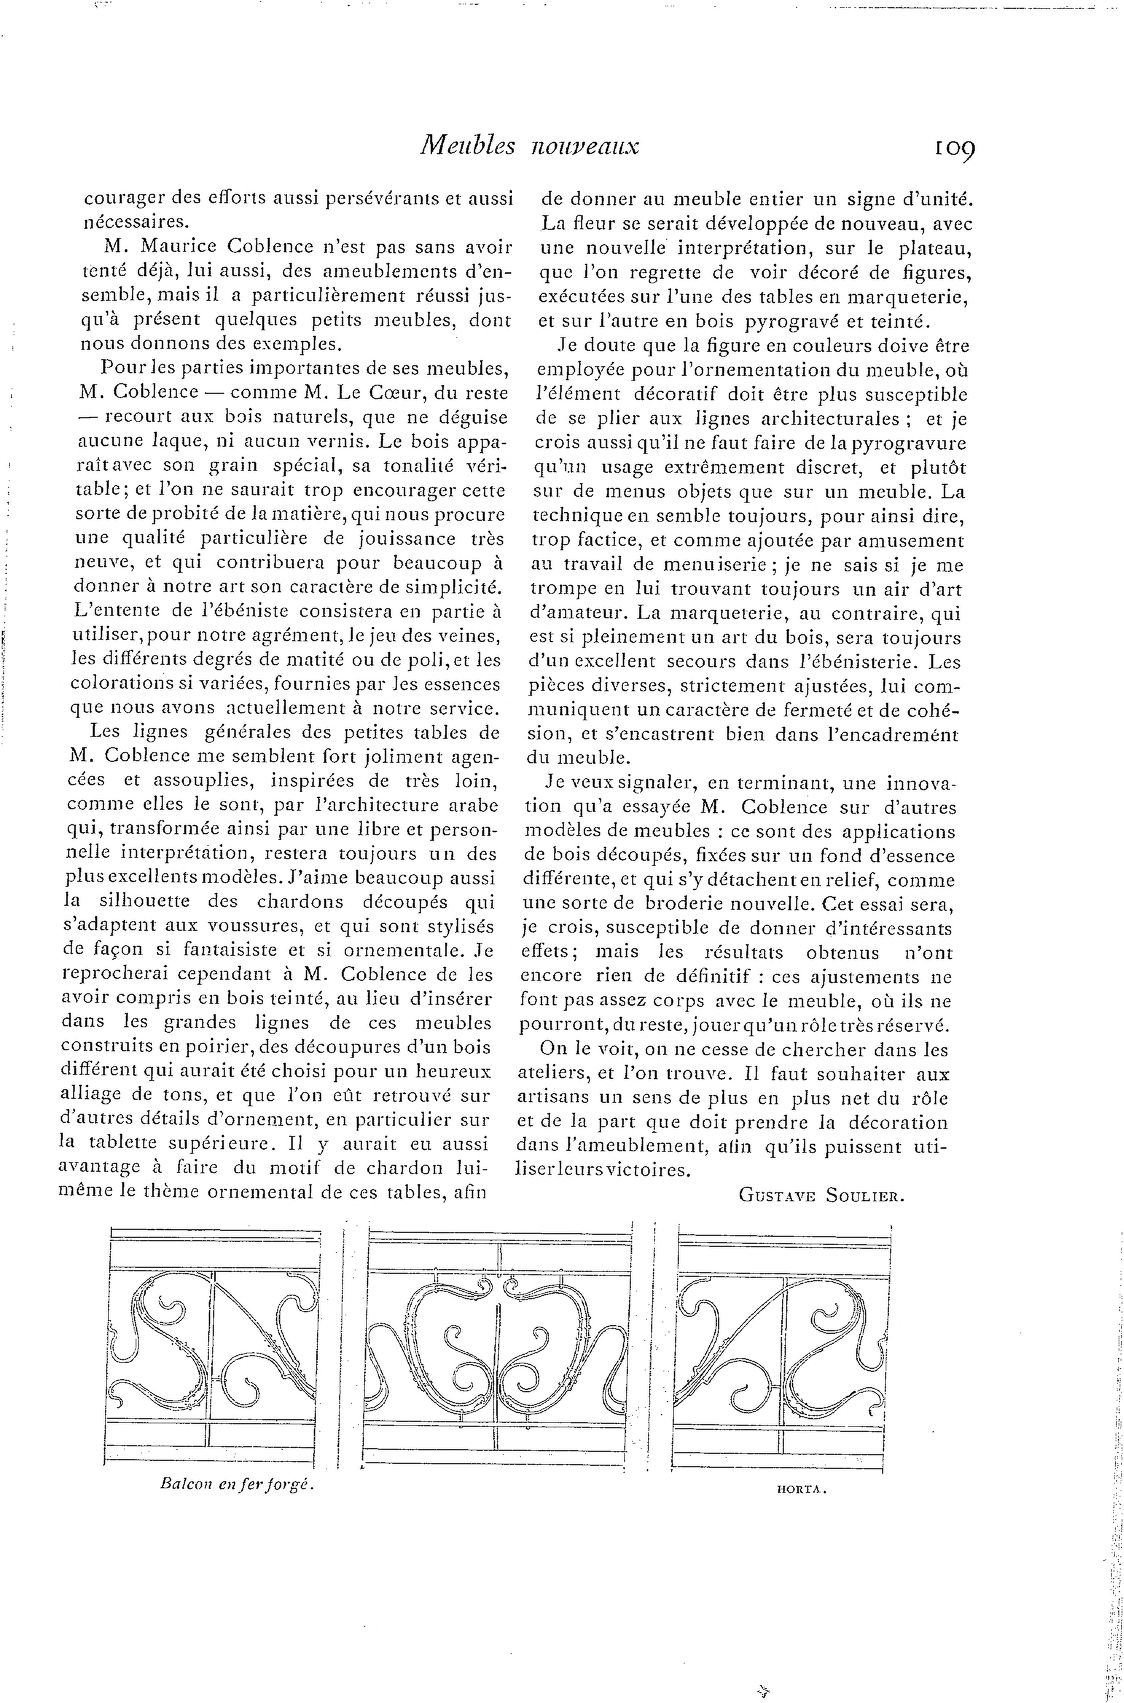 Meubles nouveaux
109
courager des efforts aussi persévérants et aussi
nécessaires.
M. Maurice Coblence n'est pas sans avoir
tenté déjà, lui aussi, des ameublements d'en-
semble, mais il a particulièrement réussi jus-
qu'à présent quelques petits meubles, dont
nous donnons des exemples.
Pour les parties importantes de ses meubles,
M. Coblence — comme M. Le Cœur, du reste
— recourt aux bois naturels, que ne déguise
aucune laque, ni aucun vernis. Le bois appa-
raît avec son grain spécial, sa tonalité véri-
table; et l'on ne saurait trop encourager cette
sorte de probité de la matière, qui nous procure
une qualité particulière de jouissance très
neuve, et qui contribuera pour beaucoup à
donner à notre art son caractère de simplicité.
L'entente de l'ébéniste consistera en partie à
utiliser, pour notre agrément, le jeu des veines,
les différents degrés de matité ou de poli, et les
colorations si variées, fournies par les essences
que nous avons actuellement à notre service.
Les lignes générales des petites tables de
M. Coblence me semblent fort joliment agen-
cées et assouplies, inspirées de très loin,
comme elles le sont, par l'architecture arabe
qui, transformée ainsi par une libre et person-
nelle interprétation, restera toujours un des
plus excellents modèles. J'aime beaucoup aussi
la silhouette des chardons découpés qui
s'adaptent aux voussures, et qui sont stylisés
de façon si fantaisiste et si ornementale. Je
reprocherai cependant à M. Coblence de les
avoir compris en bois teinté, au lieu d'insérer
dans les grandes lignes de ces meubles
construits en poirier, des découpures d'un bois
différent qui aurait été choisi pour un heureux
alliage de tons, et que l'on eût retrouvé sur
d'autres détails d'ornement, en particulier sur
la tablette supérieure. Il y aurait eu aussi
avantage à faire du motif de chardon lui-
même le thème ornemental de ces tables, afin
de donner au meuble entier un signe d'unité.
La fleur se serait développée de nouveau, avec
une nouvelle interprétation, sur le plateau,
que l'on regrette de voir décoré de figures,
exécutées sur l'une des tables en marqueterie,
et sur l'autre en bois pyrogravé et teinté.
Je doute que la figure en couleurs doive être
employée pour l'ornementation du meuble, où
l'élément décoratif doit être plus susceptible
de se plier aux lignes architecturales ; et je
crois aussi qu'il ne faut faire de la pyrogravure
qu'un usage extrêmement discret, et plutôt
sur de menus objets que sur un meuble. La
technique en semble toujours, pour ainsi dire,
trop factice, et comme ajoutée par amusement
au travail de menuiserie ; je ne sais si je me
trompe en lui trouvant toujours un air d'art
d'amateur. La marqueterie, au contraire, qui
est si pleinement un art du bois, sera toujours
d'un excellent secours dans l'ébénisterie. Les
pièces diverses, strictement ajustées, lui com-
muniquent un caractère de fermeté et de cohé-
sion, et s'encastrent bien dans l'encadrement
du meuble.
Je veux signaler, en terminant, une innova-
tion qu'a essayée M. Coblence sur d'autres
modèles de meubles : ce sont des applications
de bois découpés, fixées sur un fond d'essence
différente, et qui s'y détachent en relief, comme
une sorte de broderie nouvelle. Cet essai sera,
je crois, susceptible de donner d'intéressants
effets ; mais les résultats obtenus n'ont
encore rien de définitif : ces ajustements ne
font pas assez corps avec le meuble, où ils ne
pourront, du reste, jouer qu'un rôle très réservé.
On le voit, on ne cesse de chercher dans les
ateliers, et l'on trouve. Il faut souhaiter aux
artisans un sens de plus en plus net du rôle
et de la part que doit prendre la décoration
dans l'ameublement, afin qu'ils puissent uti-
liser leurs victoires.
GUSTAVE SOULIER.
Balcon en fer forgé.
HORTA.